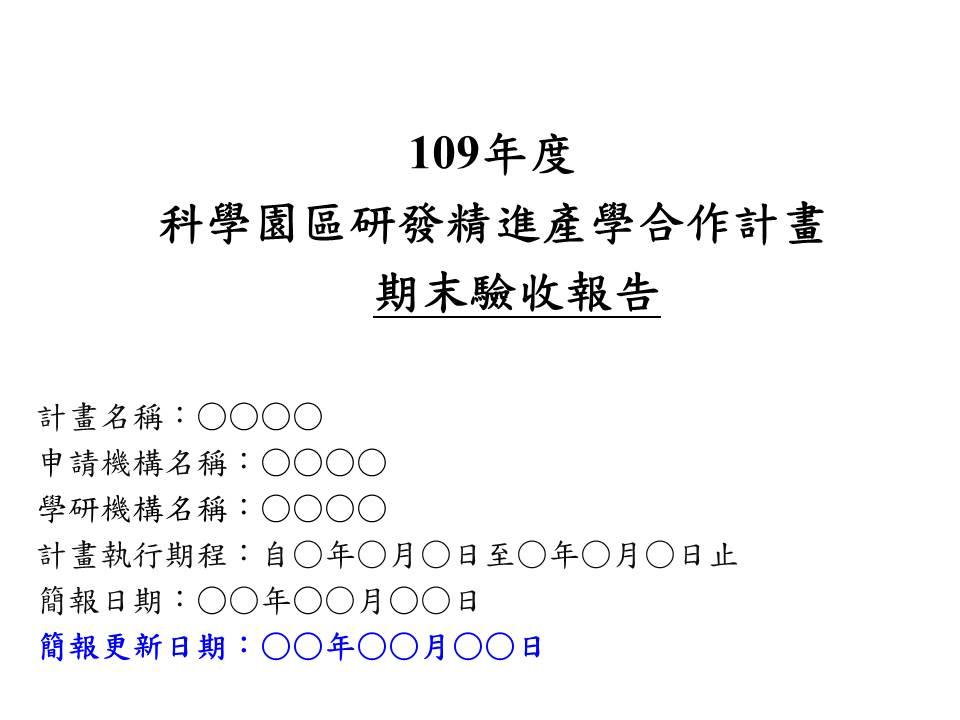 109年度
科學園區研發精進產學合作計畫
期末驗收報告
計畫名稱：○○○○
申請機構名稱：○○○○
學研機構名稱：○○○○
計畫執行期程：自○年○月○日至○年○月○日止
簡報日期：○○年○○月○○日
簡報更新日期：○○年○○月○○日